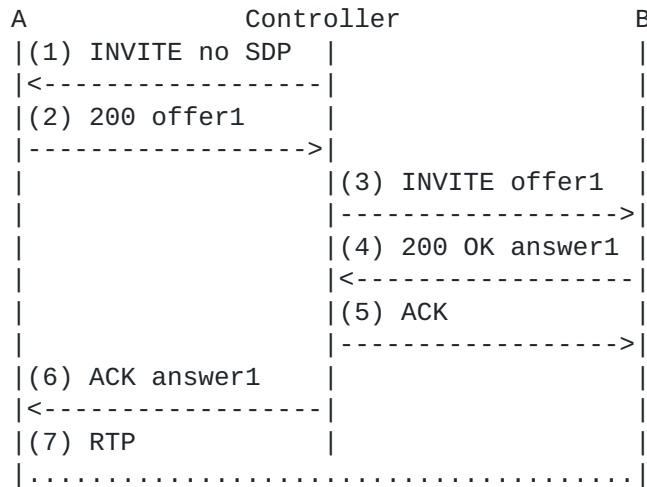 A Controller B
|(1) INVITE no SDP | |
|<------------------| |
|(2) 200 offer1 | |
|------------------>| |
| |(3) INVITE offer1 |
| |------------------>|
| |(4) 200 OK answer1 |
| |<------------------|
| |(5) ACK |
| |------------------>|
|(6) ACK answer1 | |
|<------------------| |
|(7) RTP | |
|.......................................|